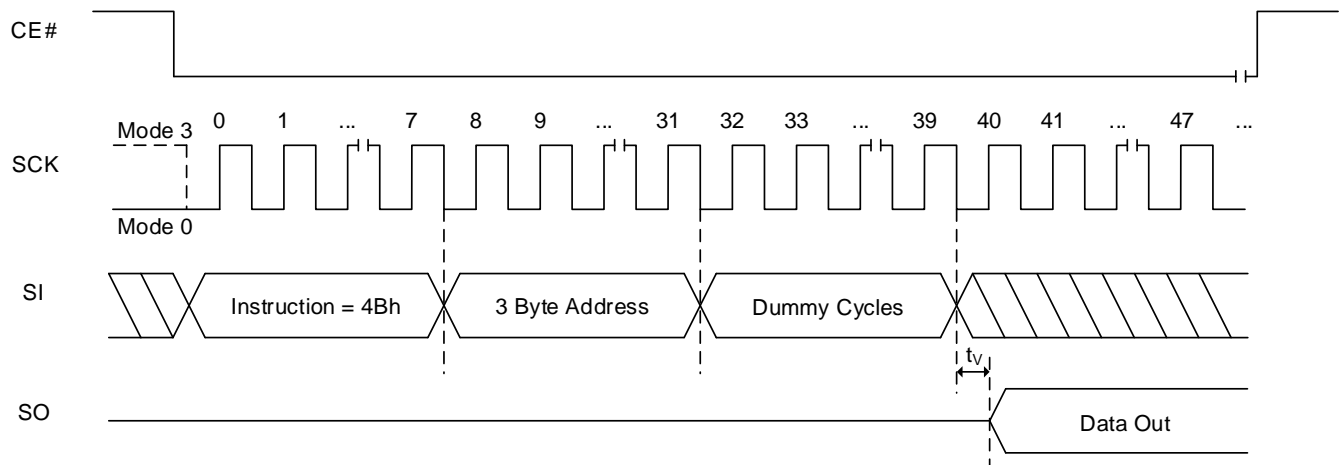 CE#
0 1 ... 7 8 9 ... 31 32 33 ... 39 40 41 ... 47 ...
Mode 3
SCK
Mode 0
SI
Instruction = 4Bh
3 Byte Address
Dummy Cycles
tV
SO
Data Out